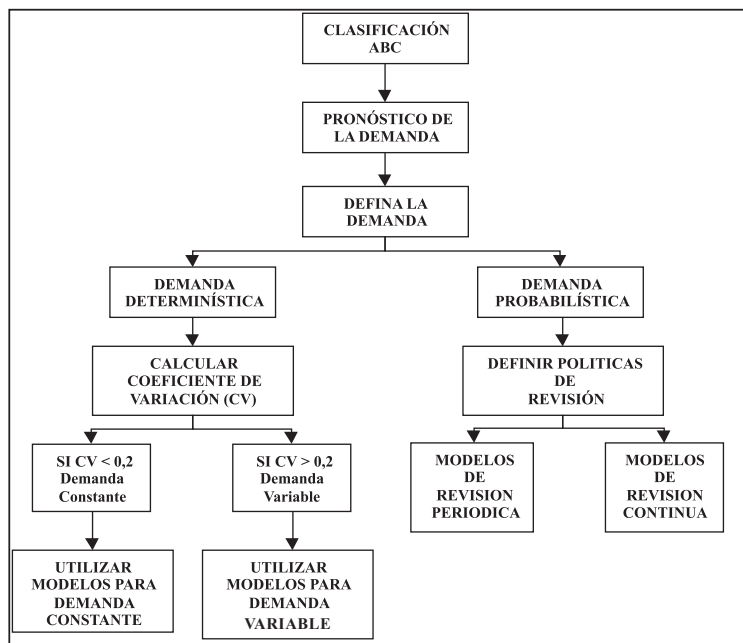 CLASIFICACIÓN
ABC
PRONÓSTICO DE
LA DEMANDA
DEFINA LA
DEMANDA
DEMANDA
DETERMINÍSTICA
DEMANDA
PROBABILÍSTICA
CALCULAR
COEFICIENTE DE
VARIACIÓN (CV)
DEFINIR POLITICAS
DE
REVISIÓN
SI CV < 0,2
Demanda
Constante
SI CV > 0,2
Demanda
Variable
MODELOS
DE
REVISION
PERIODICA
MODELOS
DE
REVISION
CONTINUA
UTILIZAR
MODELOS PARA
DEMANDA
CONSTANTE
UTILIZAR
MODELOS PARA
DEMANDA
VARIABLE